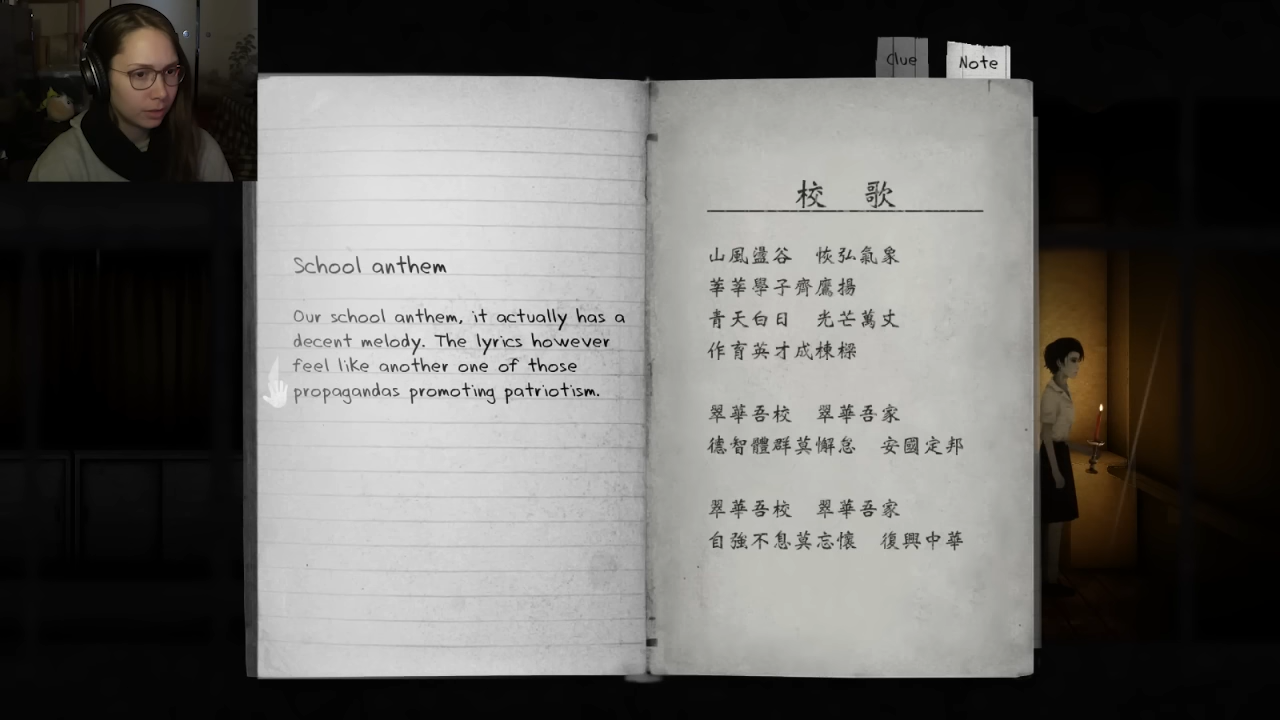 Clue
Note
School anthem
Our school anthem, it actually has a
decent melody. The lyrics however
feel like another one of those
propagandas promoting patriotism.
校 歌
山風盪谷 恢弘氣象
莘莘學子齊鷹揚
青天白日 光芒萬丈
作育英才成棟樑
翠華吾校 翠華吾家
德智體群莫懈怠 安國定邦
翠華吾校 翠華吾家
自強不息莫忘懷 復興中華